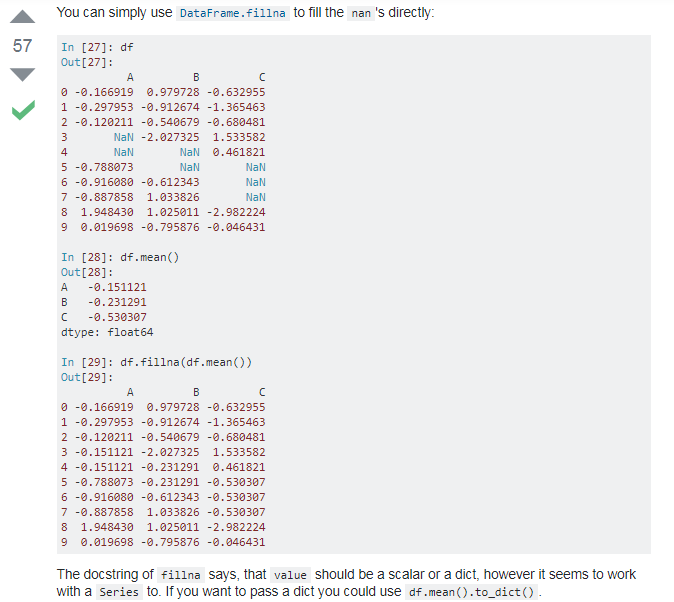 You can simply use DataFrame.fillna to fill the nan 's directly:
57
In [27]: df
Out[27]:
A B C
0 -0.166919 0.979728 -0.632955
1 -0.297953 -0.912674 -1.365463
2 -0.120211 -0.540679 -0.680481
3 NaN -2.027325 1.533582
4 NaN NaN 0.461821
5 -0.788073 NaN NaN
6 -0.916080 -0.612343 NaN
7 -0.887858 1.033826 NaN
8 1.948430 1.025011 -2.982224
9 0.019698 -0.795876 -0.046431
In [28]: df.mean()
Out[28]:
A -0.151121
B -0.231291
C -0.530307
dtype: float64
In [29]: df.fillna(df.mean())
Out[29]:
A B C
0 -0.166919 0.979728 -0.632955
1 -0.297953 -0.912674 -1.365463
2 -0.120211 -0.540679 -0.680481
3 -0.151121 -2.027325 1.533582
4 -0.151121 -0.231291 0.461821
5 -0.788073 -0.231291 -0.530307
6 -0.916080 -0.612343 -0.530307
7 -0.887858 1.033826 -0.530307
8 1.948430 1.025011 -2.982224
9 0.019698 -0.795876 -0.046431
The docstring of fillna says, that value should be a scalar or a dict, however it seems to work
with a Series to. If you want to pass a dict you could use df.mean().to_dict() .